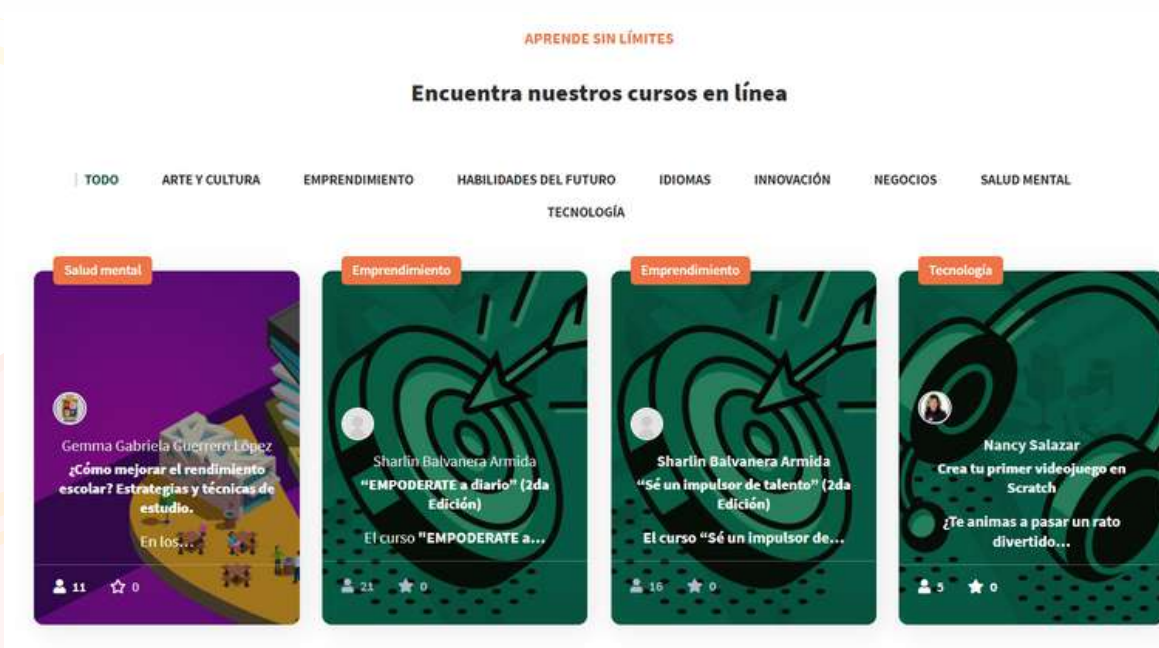 APRENDE SIN LÍMITES
Encuentra nuestros cursos en línea
TODO ARTE Y CULTURA EMPRENDIMIENTO HABILIDADES DEL FUTURO IDIOMAS INNOVACIÓN NEGOCIOS SALUD MENTAL
TECNOLOGÍA
Salud mental
Gemma Gabriela Guerrero López
¿Cómo mejorar el rendimiento
escolar? Estrategias y técnicas de
estudio.
En los...
11 0
Emprendimiento
Sharlin Balvanera Armida
“EMPODERATE a diario” (2da
Edición)
El curso "EMPODERATE a...
21 0
Emprendimiento
Sharlin Balvanera Armida
“Sé un impulsor de talento” (2da
Edición)
El curso “Sé un impulsor de...
16 0
Tecnología
Nancy Salazar
Crea tu primer videojuego en
Scratch
¿Te animas a pasar un rato
divertido...
5 0